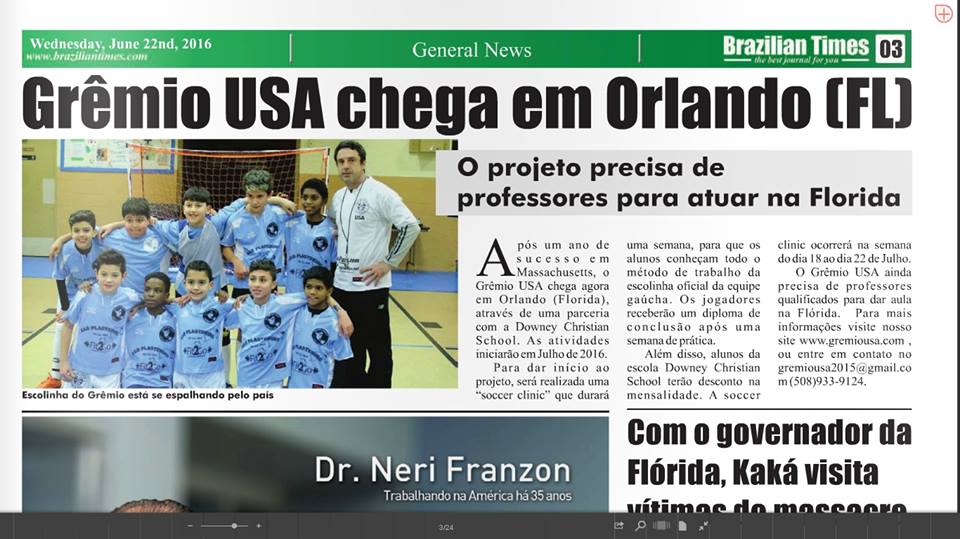 Wednesday, June 22nd, 2016
www.braziliantimes.com
General News
Brazilian Times
the best journal for you
03
Grêmio USA chega em Orlando (FL)
O projeto precisa de
professores para atuar na Florida
USA
Escolinha do Grêmio está se espalhando pelo país
Após um ano de
sucesso em
Massachusetts, o
Grêmio USA chega agora
em Orlando (Florida),
através de uma parceria
com a Downey Christian
School. As atividades
iniciarão em Julho de 2016.
Para dar início ao
projeto, será realizada uma
“soccer clinic” que durará
uma semana, para que os
alunos conheçam todo o
método de trabalho da
escolinha oficial da equipe
gaúcha. Os jogadores
receberão um diploma de
conclusão após uma
semana de prática.
Além disso, alunos da
escola Downey Christian
School terão desconto na
mensalidade. A soccer
clinic ocorrerá na semana
do dia 18 ao dia 22 de Julho.
O Grêmio USA ainda
precisa de professores
qualificados para dar aula
na Flórida. Para mais
informações visite nosso
site www.gremiousa.com ,
ou entre em contato no
gremiousa2015@gmail.co
m (508)933-9124.
Dr. Neri Franzon
Trabalhando na América há 35 anos
Com o governador da
Flórida, Kaká visita
vítimas do massacre
3/24